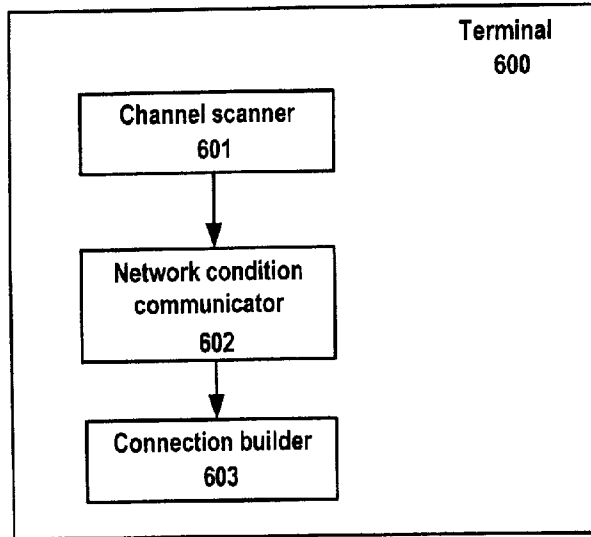 Terminal
600
Channel scanner
601
Network condition
communicator
602
Connection builder
603